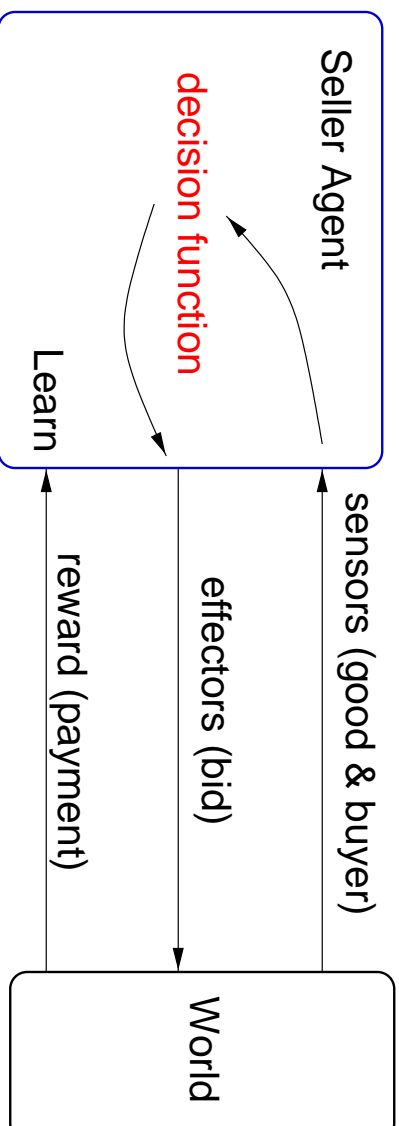 Seller Agent
sensors (good & buyer)
decision function
effectors (bid)
World
Learn
reward (payment)